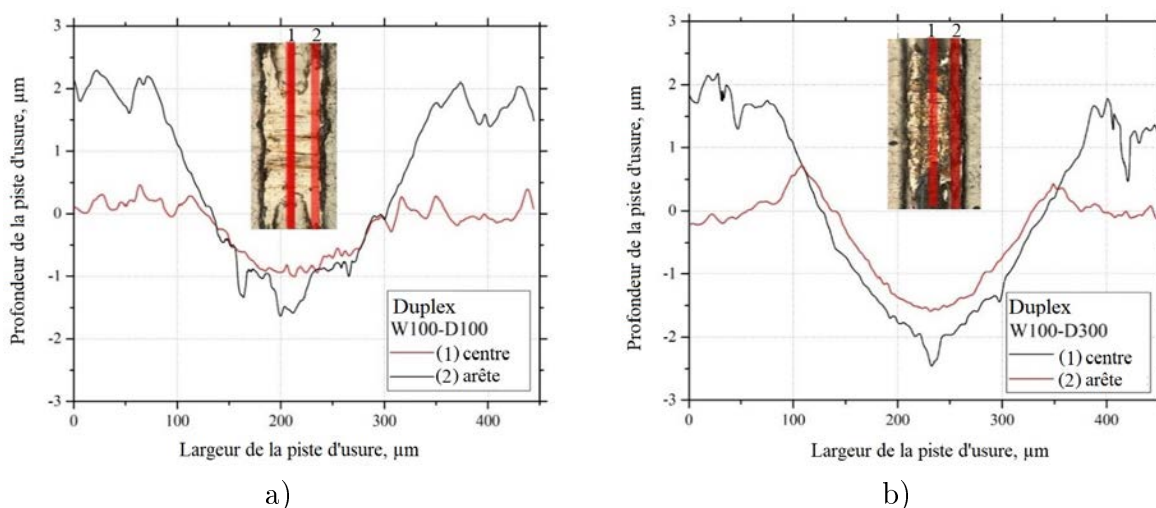 3
2
1
0
-1
-2
-3
Profondeur de la piste d'usure, µm
1 2
Duplex
W100-D100
(1) centre
(2) arête
0 100 200 300 400
Largeur de la piste d'usure, µm
a)
3
2
1
0
-1
-2
-3
Profondeur de la piste d'usure, µm
1 2
Duplex
W100-D300
(1) centre
(2) arête
0 100 200 300 400
Largeur de la piste d'usure, µm
b)